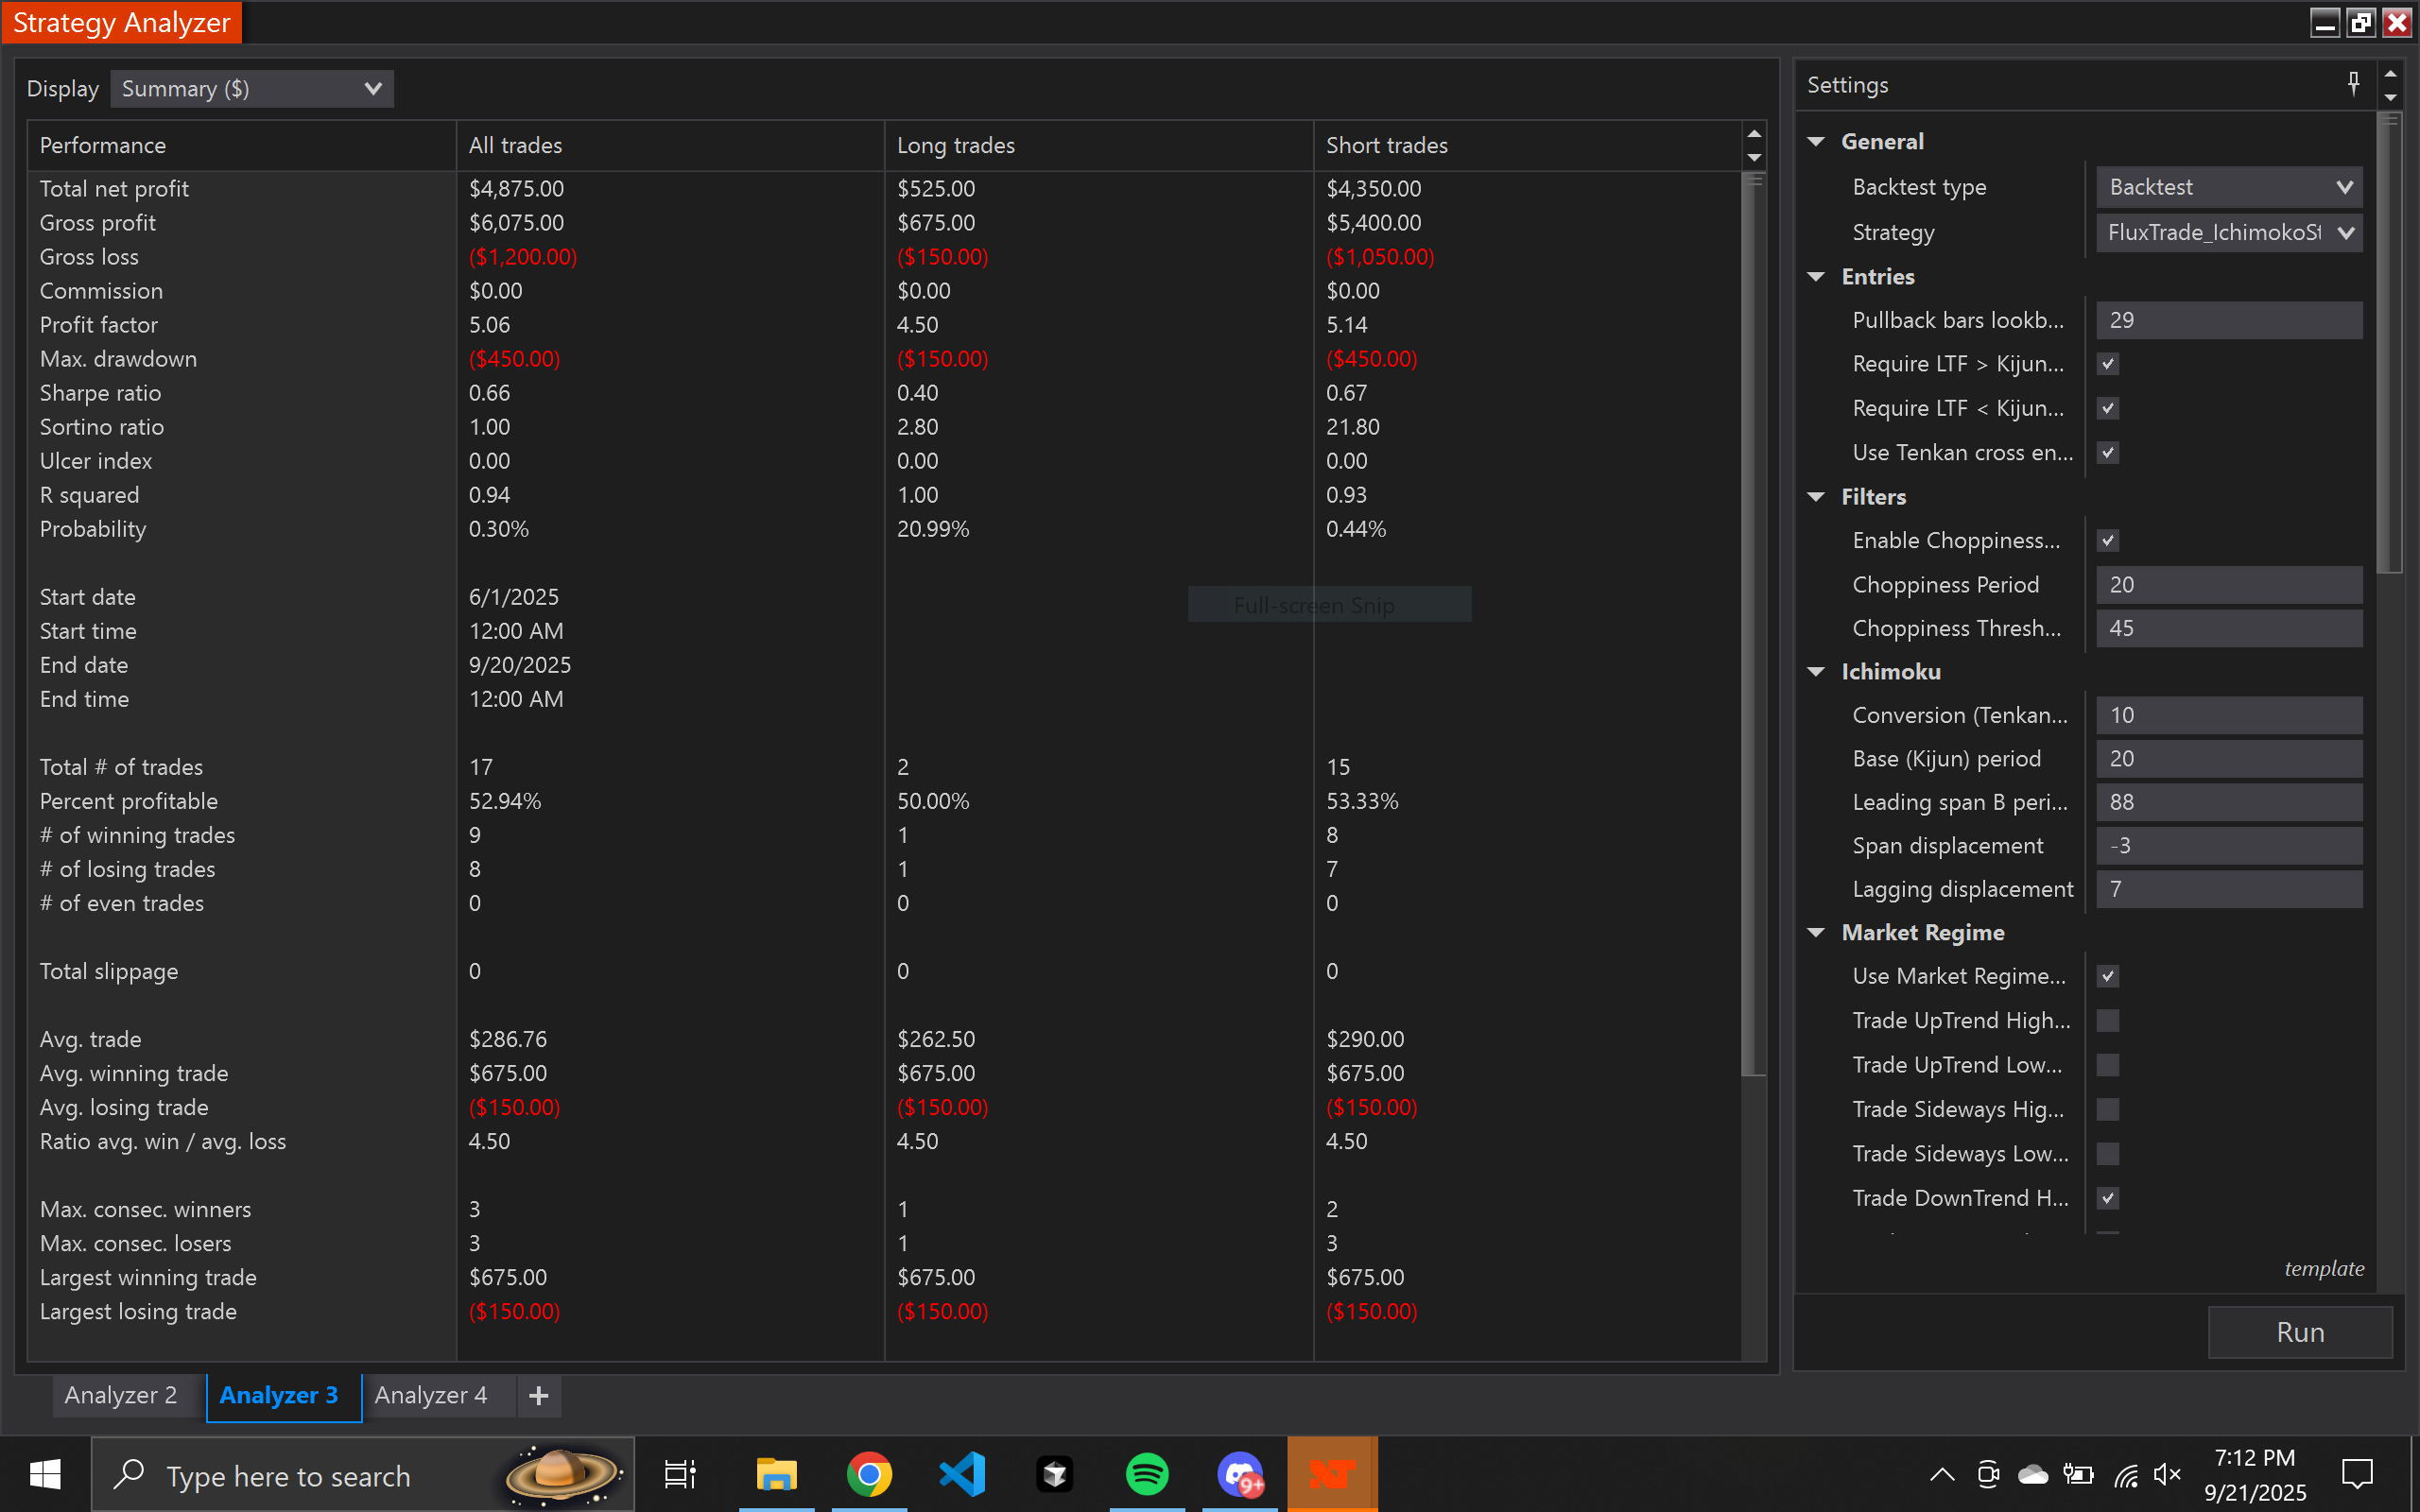 Strategy Analyzer
Display Summary ($)
Performance All trades Long trades Short trades
Total net profit $4,875.00 $525.00 $4,350.00
Gross profit $6,075.00 $675.00 $5,400.00
Gross loss ($1,200.00) ($150.00) ($1,050.00)
Commission $0.00 $0.00 $0.00
Profit factor 5.06 4.50 5.14
Max. drawdown ($450.00) ($150.00) ($450.00)
Sharpe ratio 0.66 0.40 0.67
Sortino ratio 1.00 2.80 21.80
Ulcer index 0.00 0.00 0.00
R squared 0.94 1.00 0.93
Probability 0.30% 20.99% 0.44%
Start date 6/1/2025
Full-screen Snip
Start time 12:00 AM
End date 9/20/2025
End time 12:00 AM
Total # of trades 17 2 15
Percent profitable 52.94% 50.00% 53.33%
# of winning trades 9 1 8
# of losing trades 8 1 7
# of even trades 0 0 0
Total slippage 0 0 0
Avg. trade $286.76 $262.50 $290.00
Avg. winning trade $675.00 $675.00 $675.00
Avg. losing trade ($150.00) ($150.00) ($150.00)
Ratio avg. win / avg. loss 4.50 4.50 4.50
Max. consec. winners 3 1 2
Max. consec. losers 3 1 3
Largest winning trade $675.00 $675.00 $675.00
Largest losing trade ($150.00) ($150.00) ($150.00)
Settings
General
Backtest type Backtest
Strategy FluxTrade_IchimokoSt
Entries
Pullback bars lookb... 29
Require LTF > Kijun...
Require LTF < Kijun...
Use Tenkan cross en...
Filters
Enable Choppiness...
Choppiness Period 20
Choppiness Thresh... 45
Ichimoku
Conversion (Tenkan... 10
Base (Kijun) period 20
Leading span B peri... 88
Span displacement -3
Lagging displacement 7
Market Regime
Use Market Regime...
Trade UpTrend High...
Trade UpTrend Low...
Trade Sideways Hig...
Trade Sideways Low...
Trade DownTrend H...
template
Run
Analyzer 2 Analyzer 3 Analyzer 4 +
Type here to search
9+
7:12 PM
9/21/2025